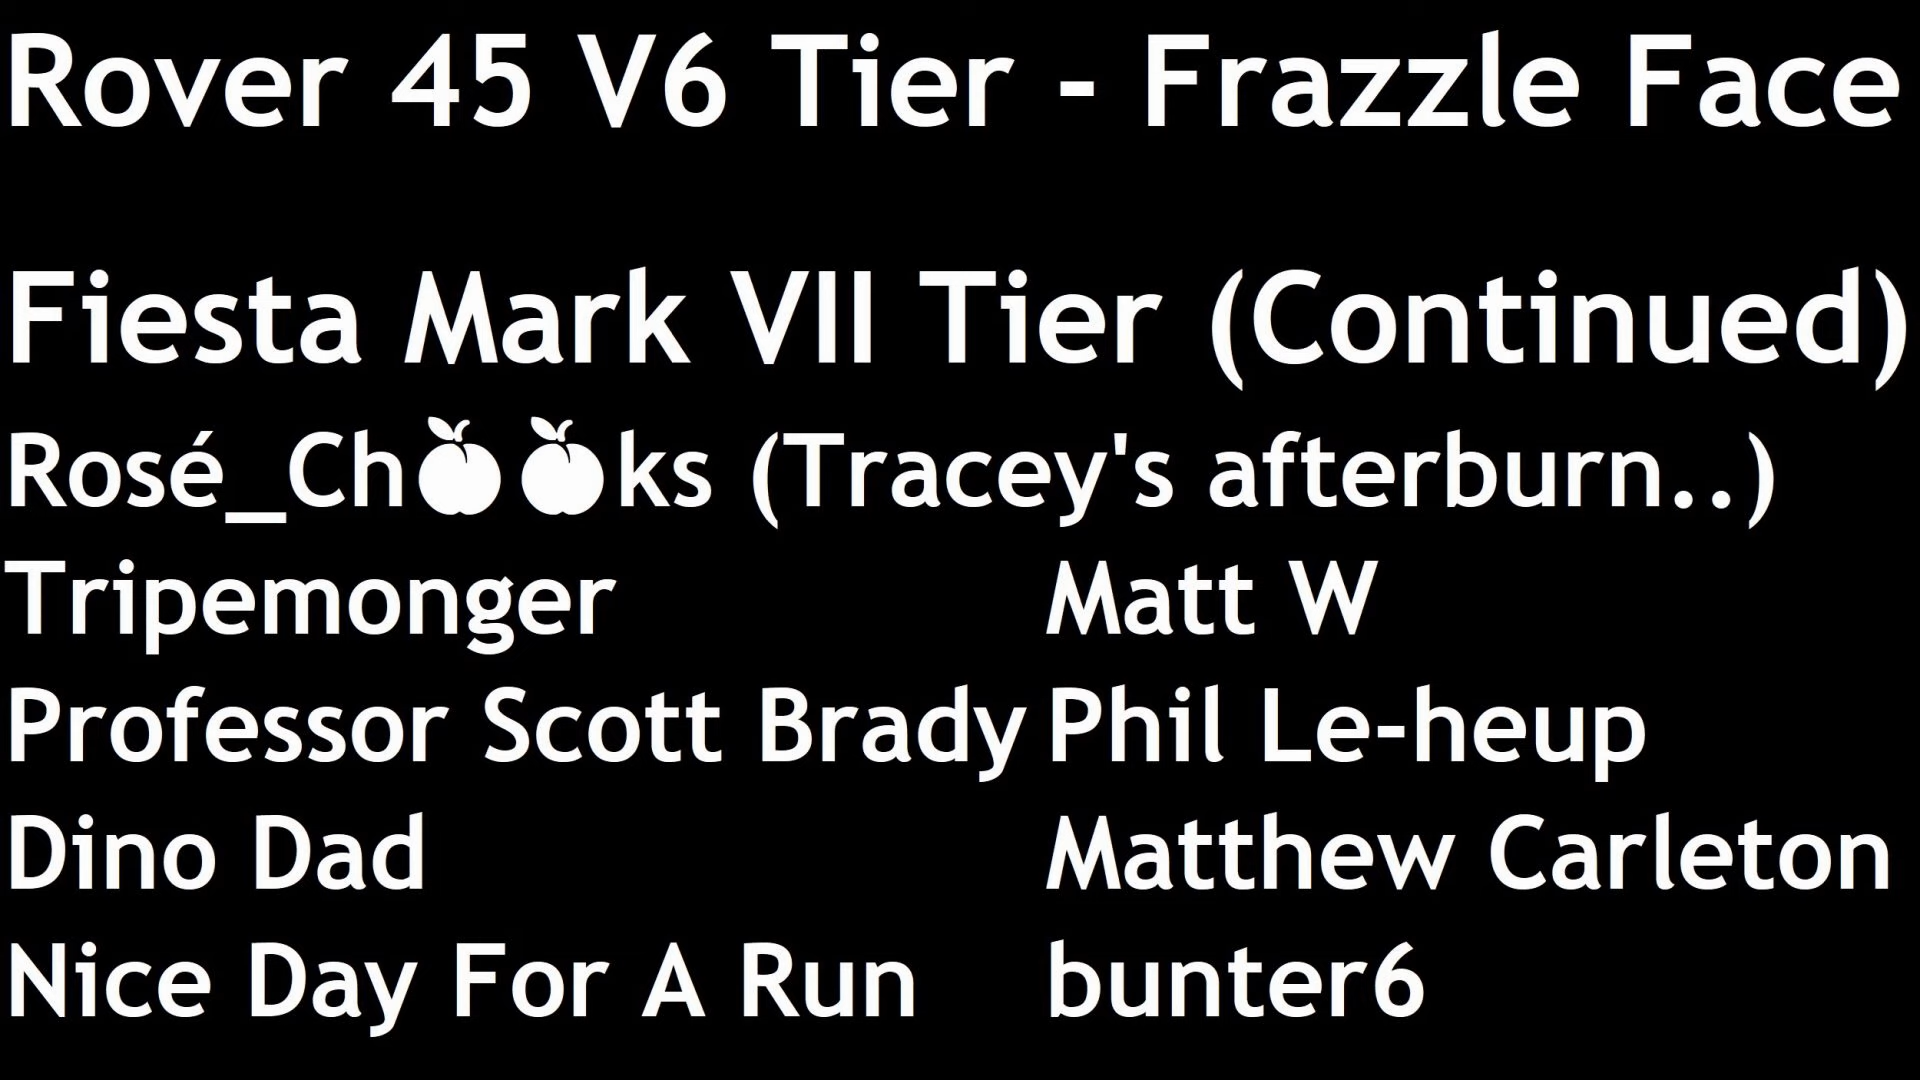 Rover 45 V6 Tier - Frazzle Face
Fiesta Mark VII Tier (Continued)
Rosé_Ch🍑🍑ks (Tracey's afterburn..)
Tripemonger
Matt W
Professor Scott Brady
Phil Le-heup
Dino Dad
Matthew Carleton
Nice Day For A Run
bunter6